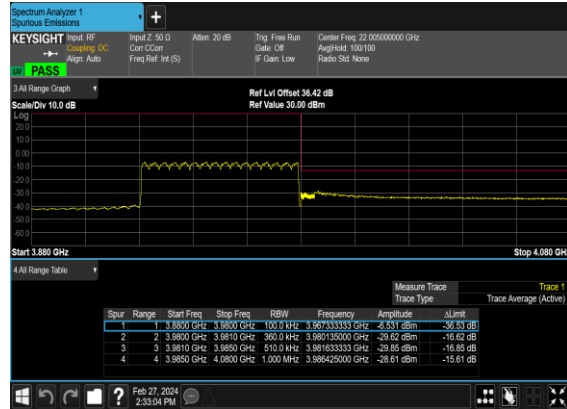 Spectrum Analyzer 1
Spurious Emissions
+
KEYSIGHT Input: RF Input Z: 50 Ω Atten: 20 dB Trig: Free Run Center Freq: 22.005000000 GHz
Coupling: DC Corr CCorr Gate: Off Avg|Hold: 100/100
Align: Auto Freq Ref: Int (S) IF Gain: Low Radio Std: None
PASS
3 All Range Graph
Ref Lvl Offset 36.42 dB
Scale/Div 10.0 dB Ref Value 30.00 dBm
Log
20.0
10.0
0.00
-10.0
-20.0
-30.0
-40.0
-50.0
-60.0
Start 3.880 GHz Stop 4.080 GH
4 All Range Table
Measure Trace Trace 1
Trace Type Trace Average (Active)
Spur Range Start Freq Stop Freq RBW Frequency Amplitude ΔLimit
1 1 3.8800 GHz 3.9800 GHz 100.0 kHz 3.967333333 GHz -6.531 dBm -36.53 dB
2 2 3.9800 GHz 3.9810 GHz 360.0 kHz 3.980135000 GHz -29.62 dBm -16.62 dB
3 3 3.9810 GHz 3.9850 GHz 510.0 kHz 3.981633333 GHz -29.85 dBm -16.85 dB
4 4 3.9850 GHz 4.0800 GHz 1.000 MHz 3.986425000 GHz -28.61 dBm -15.61 dB
? Feb 27, 2024
2:33:04 PM